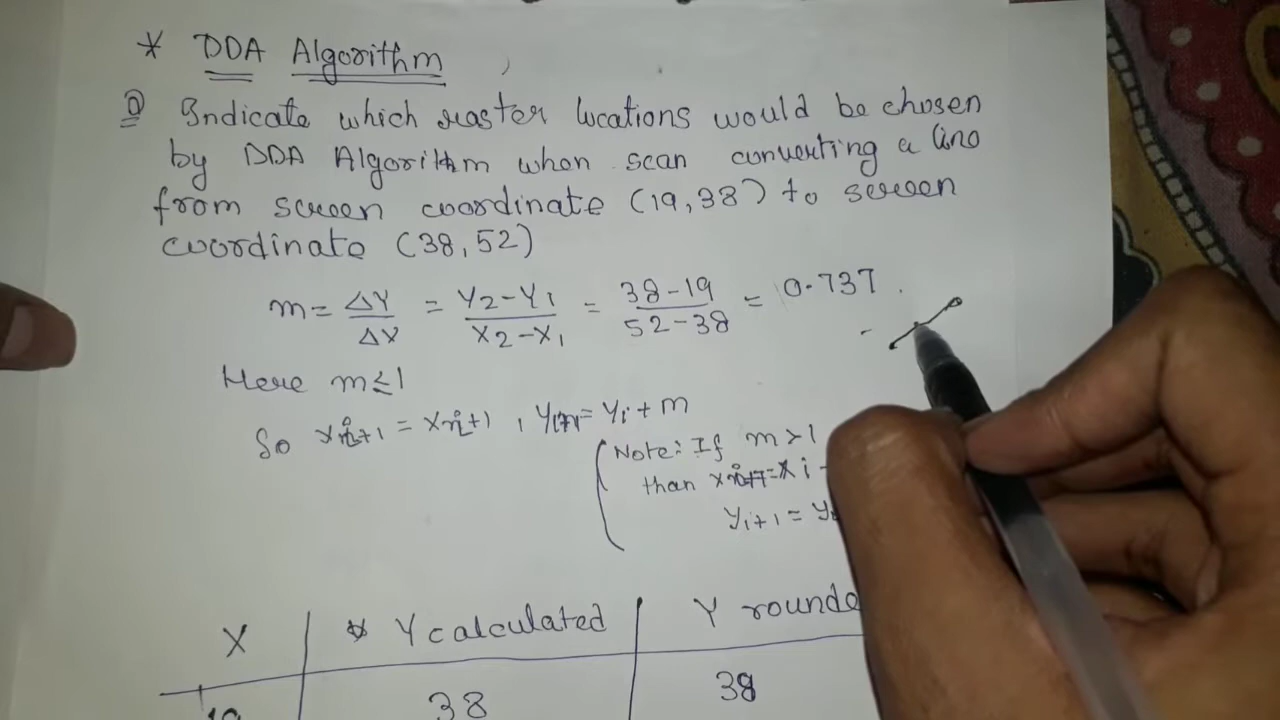 * DDA Algorithm
Q Indicate which raster locations would be chosen
by DDA Algorithm when scan converting a line
from screen coordinate (19,38) to screen
coordinate (38,52)
m = ΔY/ΔX = Y2-Y1/X2-X1 = 38-19/52-38 = 0.737
Here m≤1
So xi+1 = xi+1 , Yi+1 = Yi + m
(Note: If m>1
than xi+1 = xi
Yi+1 =
X | Y calculated | Y rounde
38 | 38